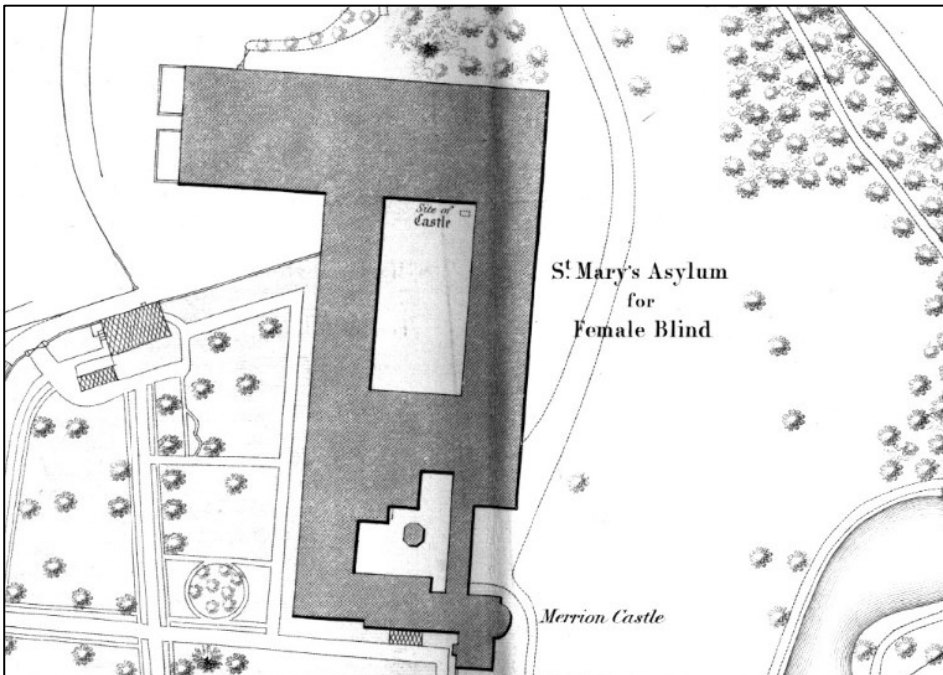 Site of
Castle
St Mary's Asylum
for
Female Blind
Merrion Castle